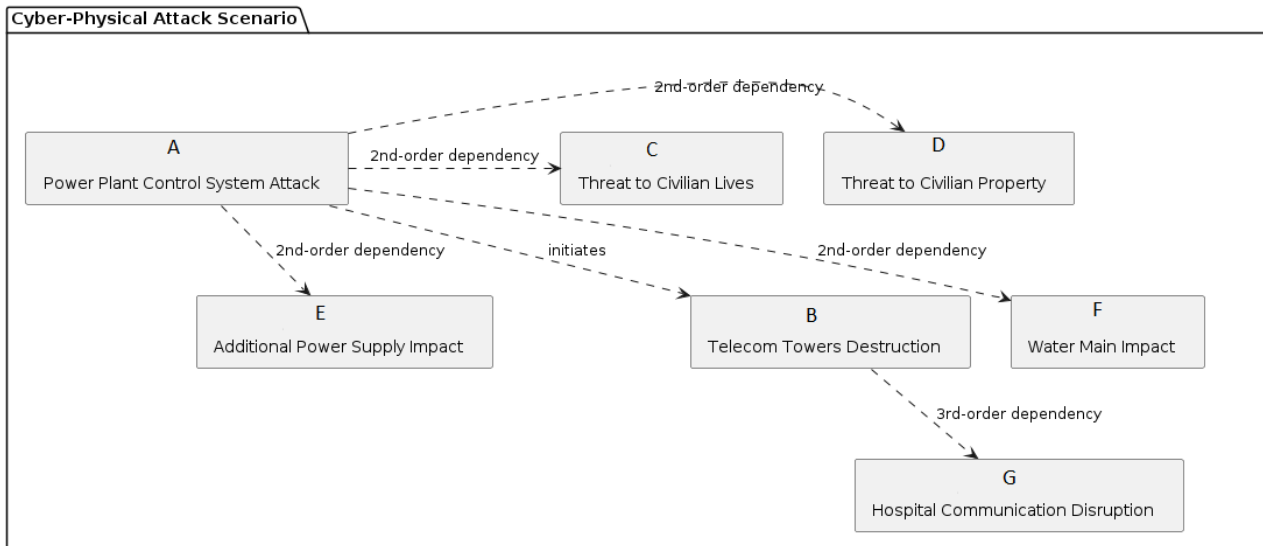 Cyber-Physical Attack Scenario
2nd-order dependency
A
Power Plant Control System Attack
2nd-order dependency
C
Threat to Civilian Lives
D
Threat to Civilian Property
2nd-order dependency
initiates
2nd-order dependency
E
Additional Power Supply Impact
B
Telecom Towers Destruction
F
Water Main Impact
3rd-order dependency
G
Hospital Communication Disruption